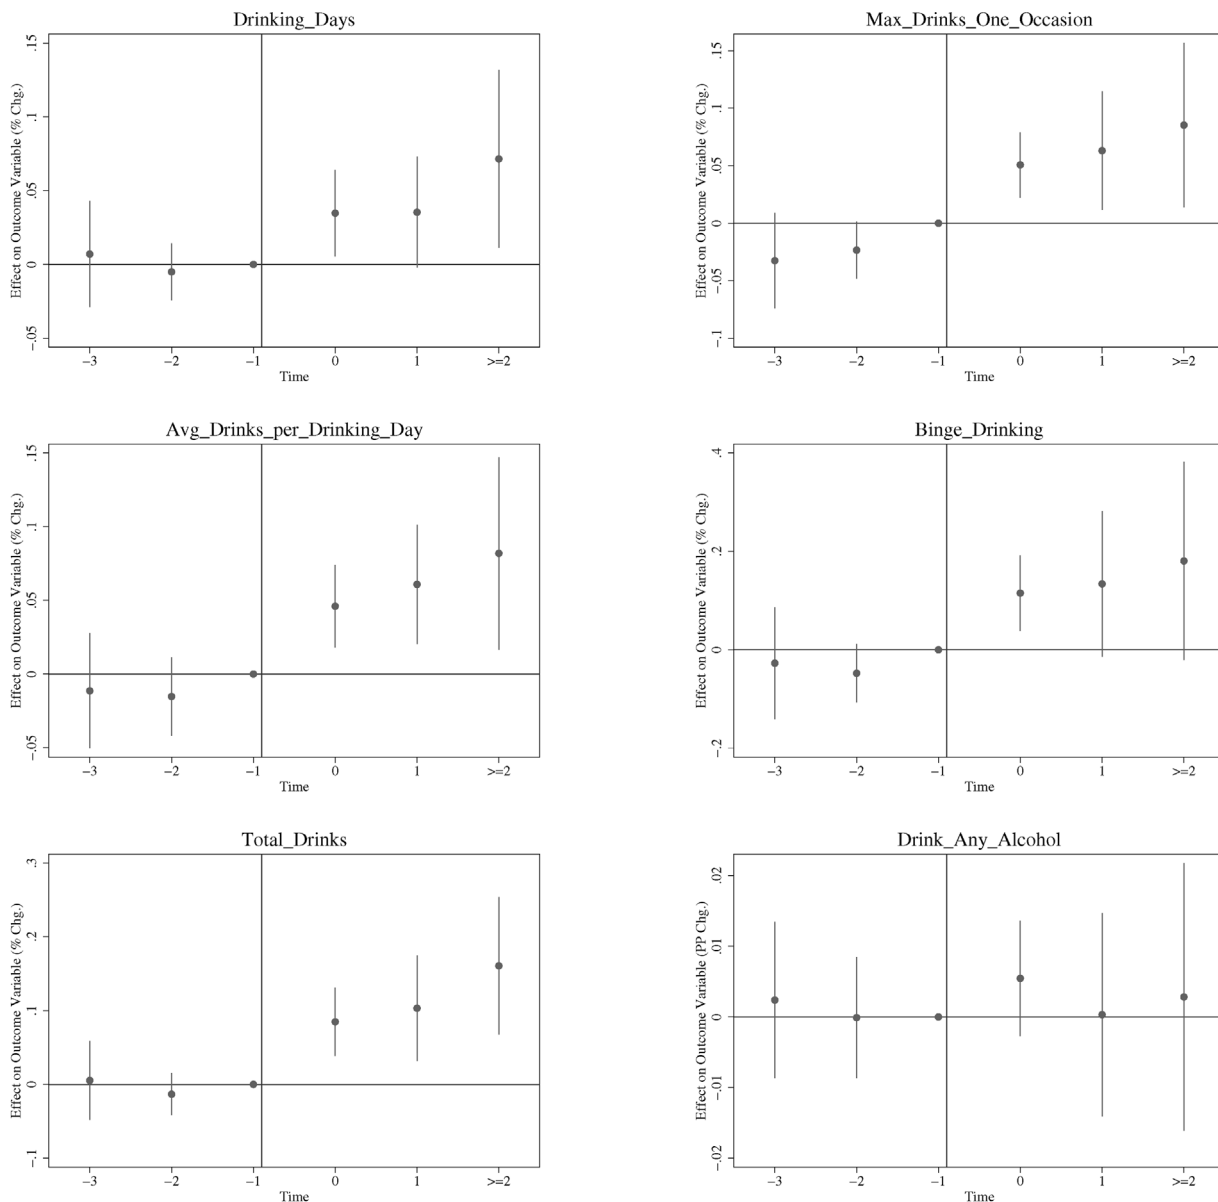 Drinking_Days
Effect on Outcome Variable (% Chg.)
.15
.1
.05
0
-.05
-3 -2 -1 0 1 >=2
Time
Max_Drinks_One_Occasion
Effect on Outcome Variable (% Chg.)
.15
.1
.05
0
-.05
-.1
-3 -2 -1 0 1 >=2
Time
Avg_Drinks_per_Drinking_Day
Effect on Outcome Variable (% Chg.)
.15
.1
.05
0
-.05
-3 -2 -1 0 1 >=2
Time
Binge_Drinking
Effect on Outcome Variable (% Chg.)
.4
.2
0
-.2
-3 -2 -1 0 1 >=2
Time
Total_Drinks
Effect on Outcome Variable (% Chg.)
.3
.2
.1
0
-.1
-3 -2 -1 0 1 >=2
Time
Drink_Any_Alcohol
Effect on Outcome Variable (PP Chg.)
.02
.01
0
-.01
-.02
-3 -2 -1 0 1 >=2
Time